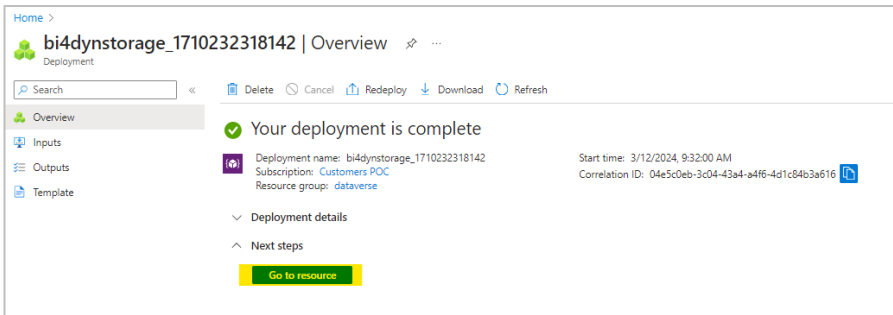 Home >
bi4dynstorage_1710232318142 | Overview
Deployment
Search
Delete Cancel Redeploy Download Refresh
Overview
Inputs
Outputs
Template
Your deployment is complete
Deployment name: bi4dynstorage_1710232318142
Subscription: Customers POC
Resource group: dataverse
Start time: 3/12/2024, 9:32:00 AM
Correlation ID: 04e5c0eb-3c04-43a4-a4f6-4d1c84b3a616
Deployment details
Next steps
Go to resource